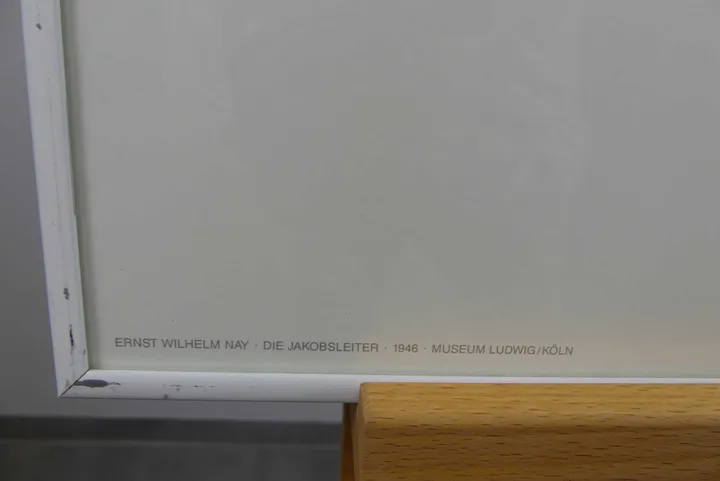 ERNST WILHELM NAY · DIE JAKOBSLEITER · 1946 · MUSEUM LUDWIG/KÖLN